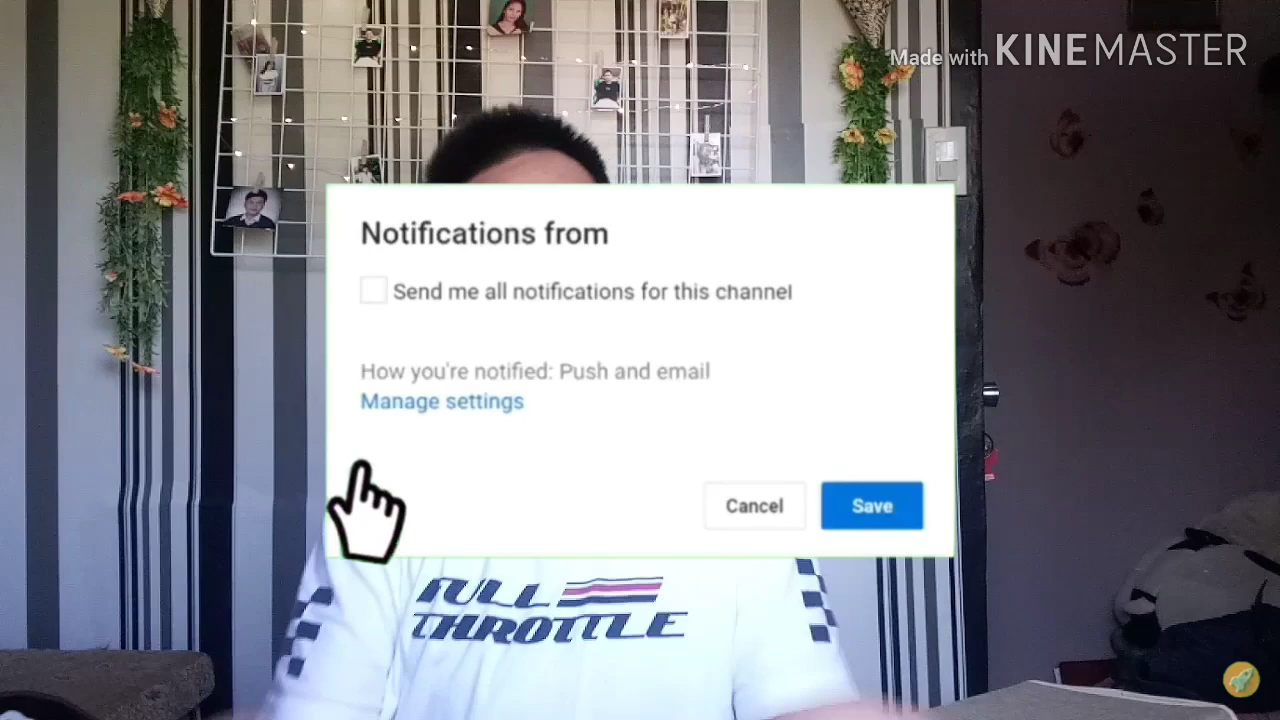 Made with KINEMASTER
Notifications from
Send me all notifications for this channel
How you're notified: Push and email
Manage settings
Cancel
Save
FULL
THROTTLE